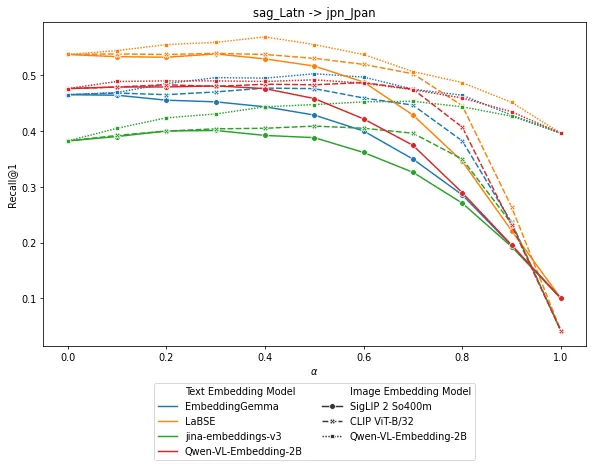 sag_Latn -> jpn_Jpan
Recall@1
0.5
0.4
0.3
0.2
0.1
0.0 0.2 0.4 0.6 0.8 1.0
α
Text Embedding Model
EmbeddingGemma
LaBSE
jina-embeddings-v3
Qwen-VL-Embedding-2B
Image Embedding Model
SigLIP 2 So400m
CLIP ViT-B/32
Qwen-VL-Embedding-2B